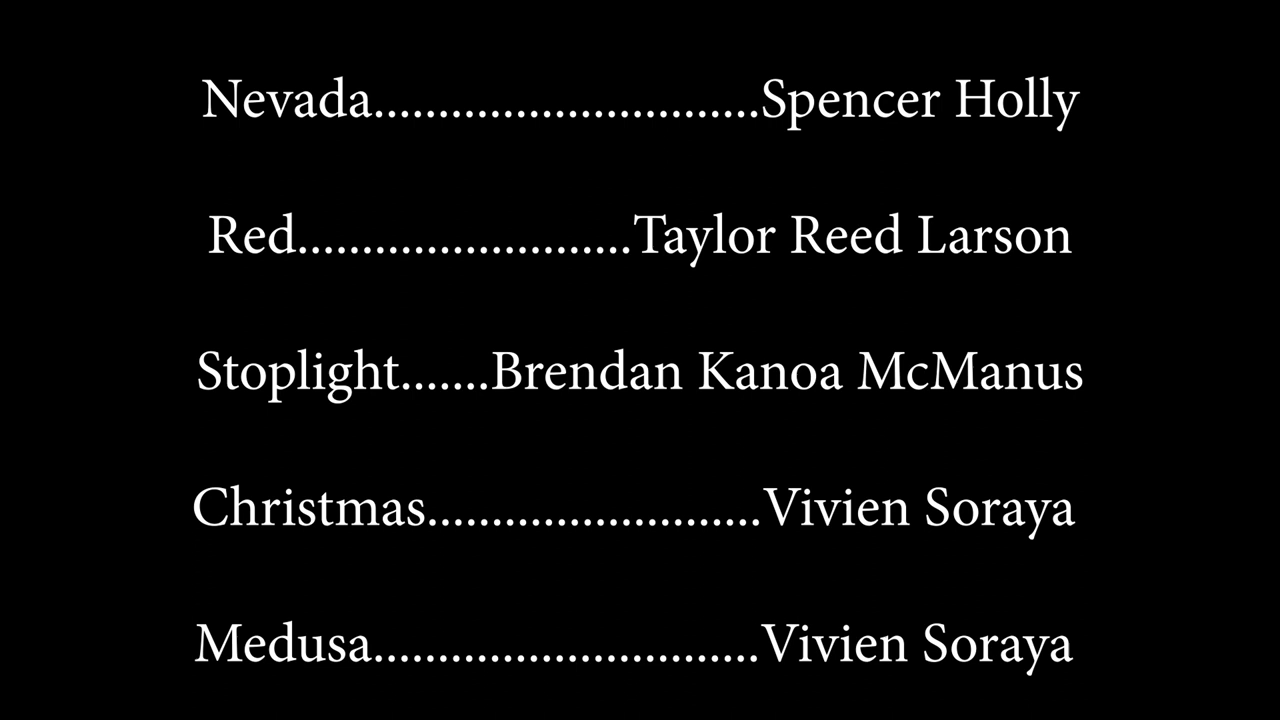 Nevada..............................Spencer Holly
Red..........................Taylor Reed Larson
Stoplight.......Brendan Kanoa McManus
Christmas..........................Vivien Soraya
Medusa..............................Vivien Soraya